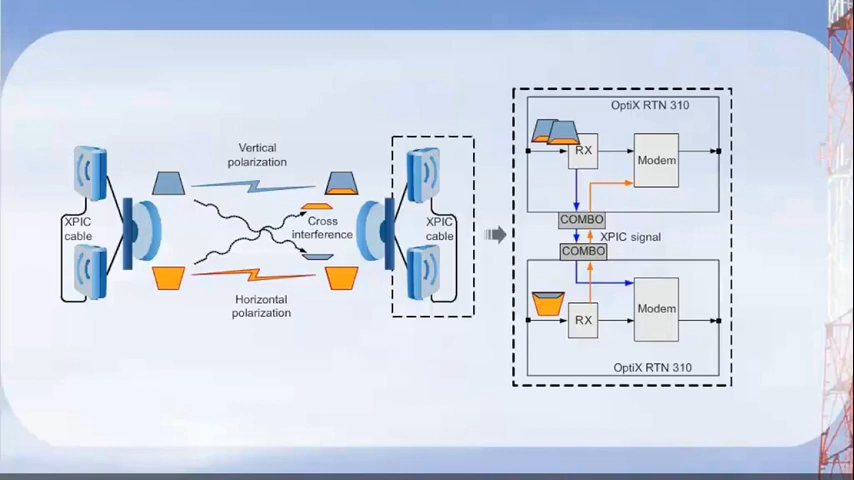 Vertical
polarization
XPIC
cable
Cross
interference
XPIC
cable
Horizontal
polarization
OptiX RTN 310
RX
Modem
COMBO
XPIC signal
COMBO
RX
Modem
OptiX RTN 310